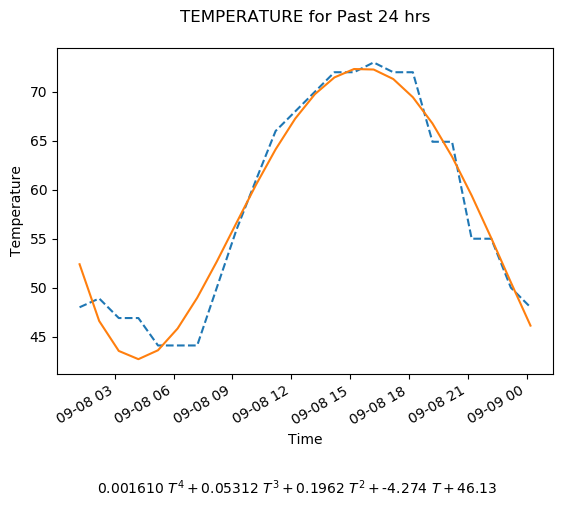 TEMPERATURE for Past 24 hrs
Temperature
70
65
60
55
50
45
09-08 03 09-08 06 09-08 09 09-08 12 09-08 15 09-08 18 09-08 21 09-09 00
Time
0.001610 T⁴ + 0.05312 T³ + 0.1962 T² + -4.274 T + 46.13